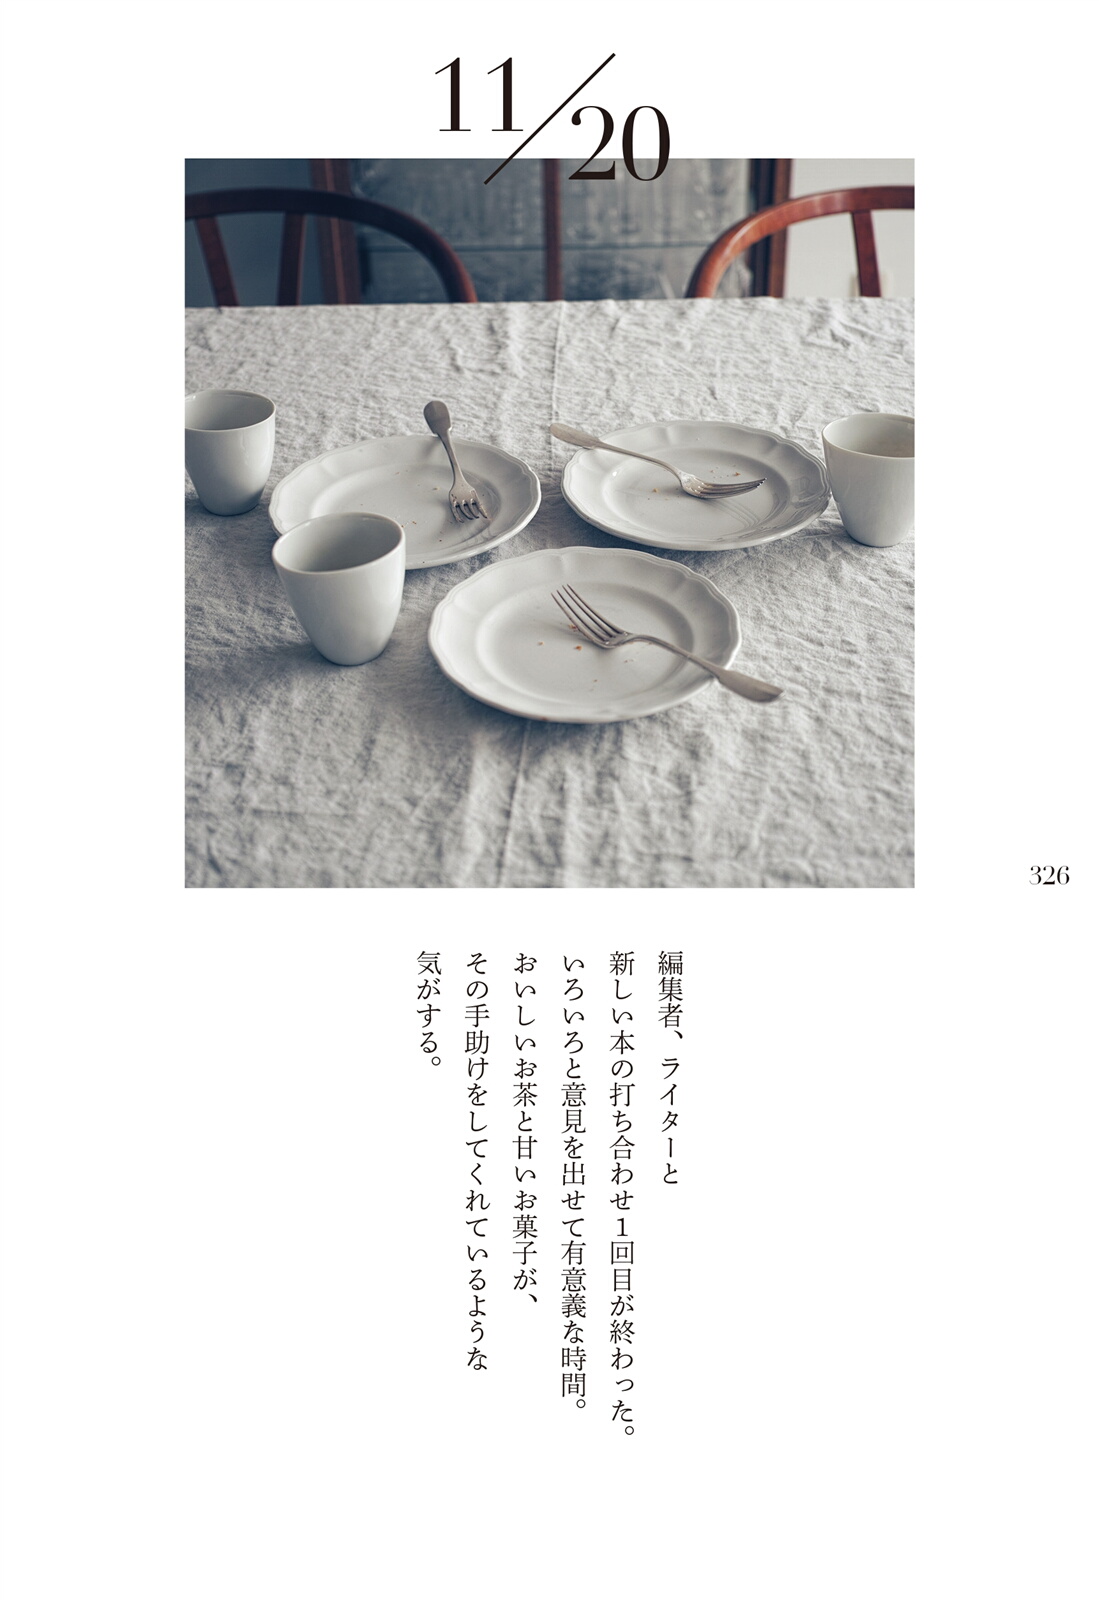 11/20
326
編集者、ライターと
新しい本の打ち合わせ１回目が終わった。
いろいろと意見を出せて有意義な時間。
おいしいお茶と甘いお菓子が、
その手助けをしてくれているような
気がする。